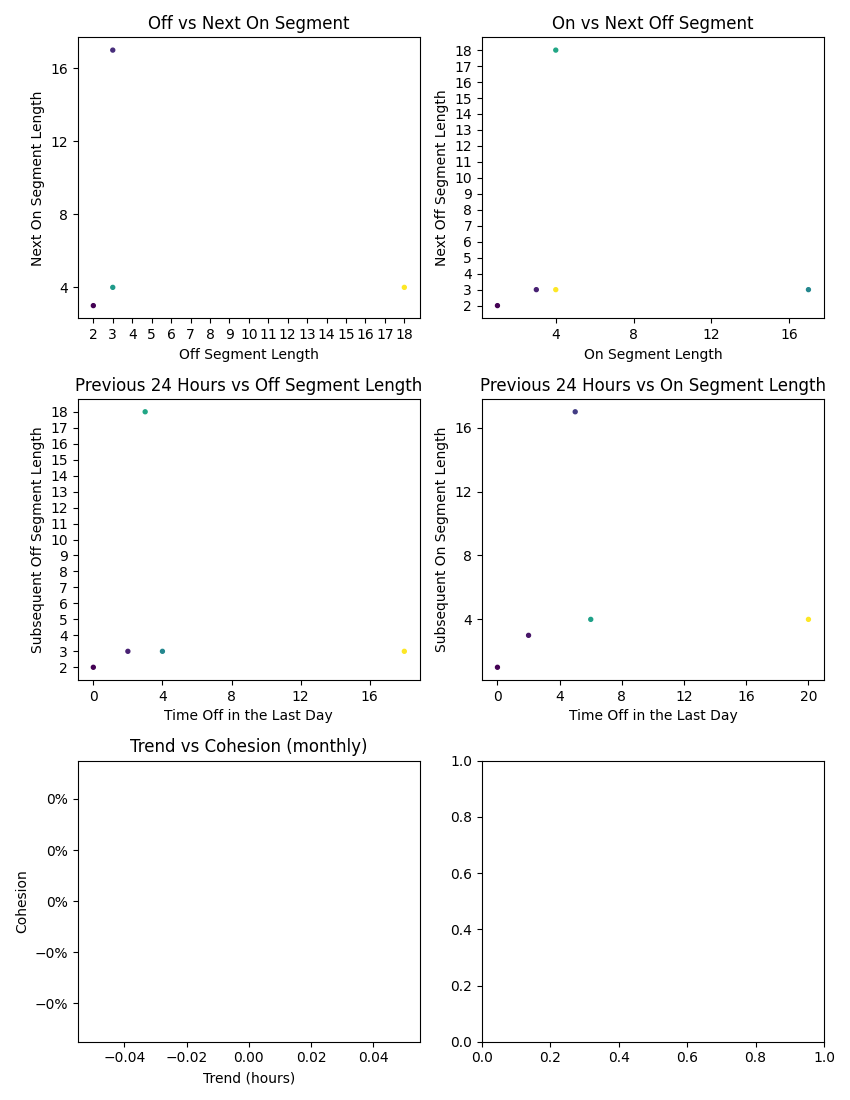 Off vs Next On Segment
16
12
8
4
Next On Segment Length
2 3 4 5 6 7 8 9 10 11 12 13 14 15 16 17 18
Off Segment Length
On vs Next Off Segment
18
17
16
15
14
13
12
11
10
9
8
7
6
5
4
3
2
Next Off Segment Length
4 8 12 16
On Segment Length
Previous 24 Hours vs Off Segment Length
18
17
16
15
14
13
12
11
10
9
8
7
6
5
4
3
2
Subsequent Off Segment Length
0 4 8 12 16
Time Off in the Last Day
Previous 24 Hours vs On Segment Length
16
12
8
4
Subsequent On Segment Length
0 4 8 12 16 20
Time Off in the Last Day
Trend vs Cohesion (monthly)
0%
0%
0%
−0%
−0%
Cohesion
−0.04 −0.02 0.00 0.02 0.04
Trend (hours)
1.0
0.8
0.6
0.4
0.2
0.0
0.0 0.2 0.4 0.6 0.8 1.0